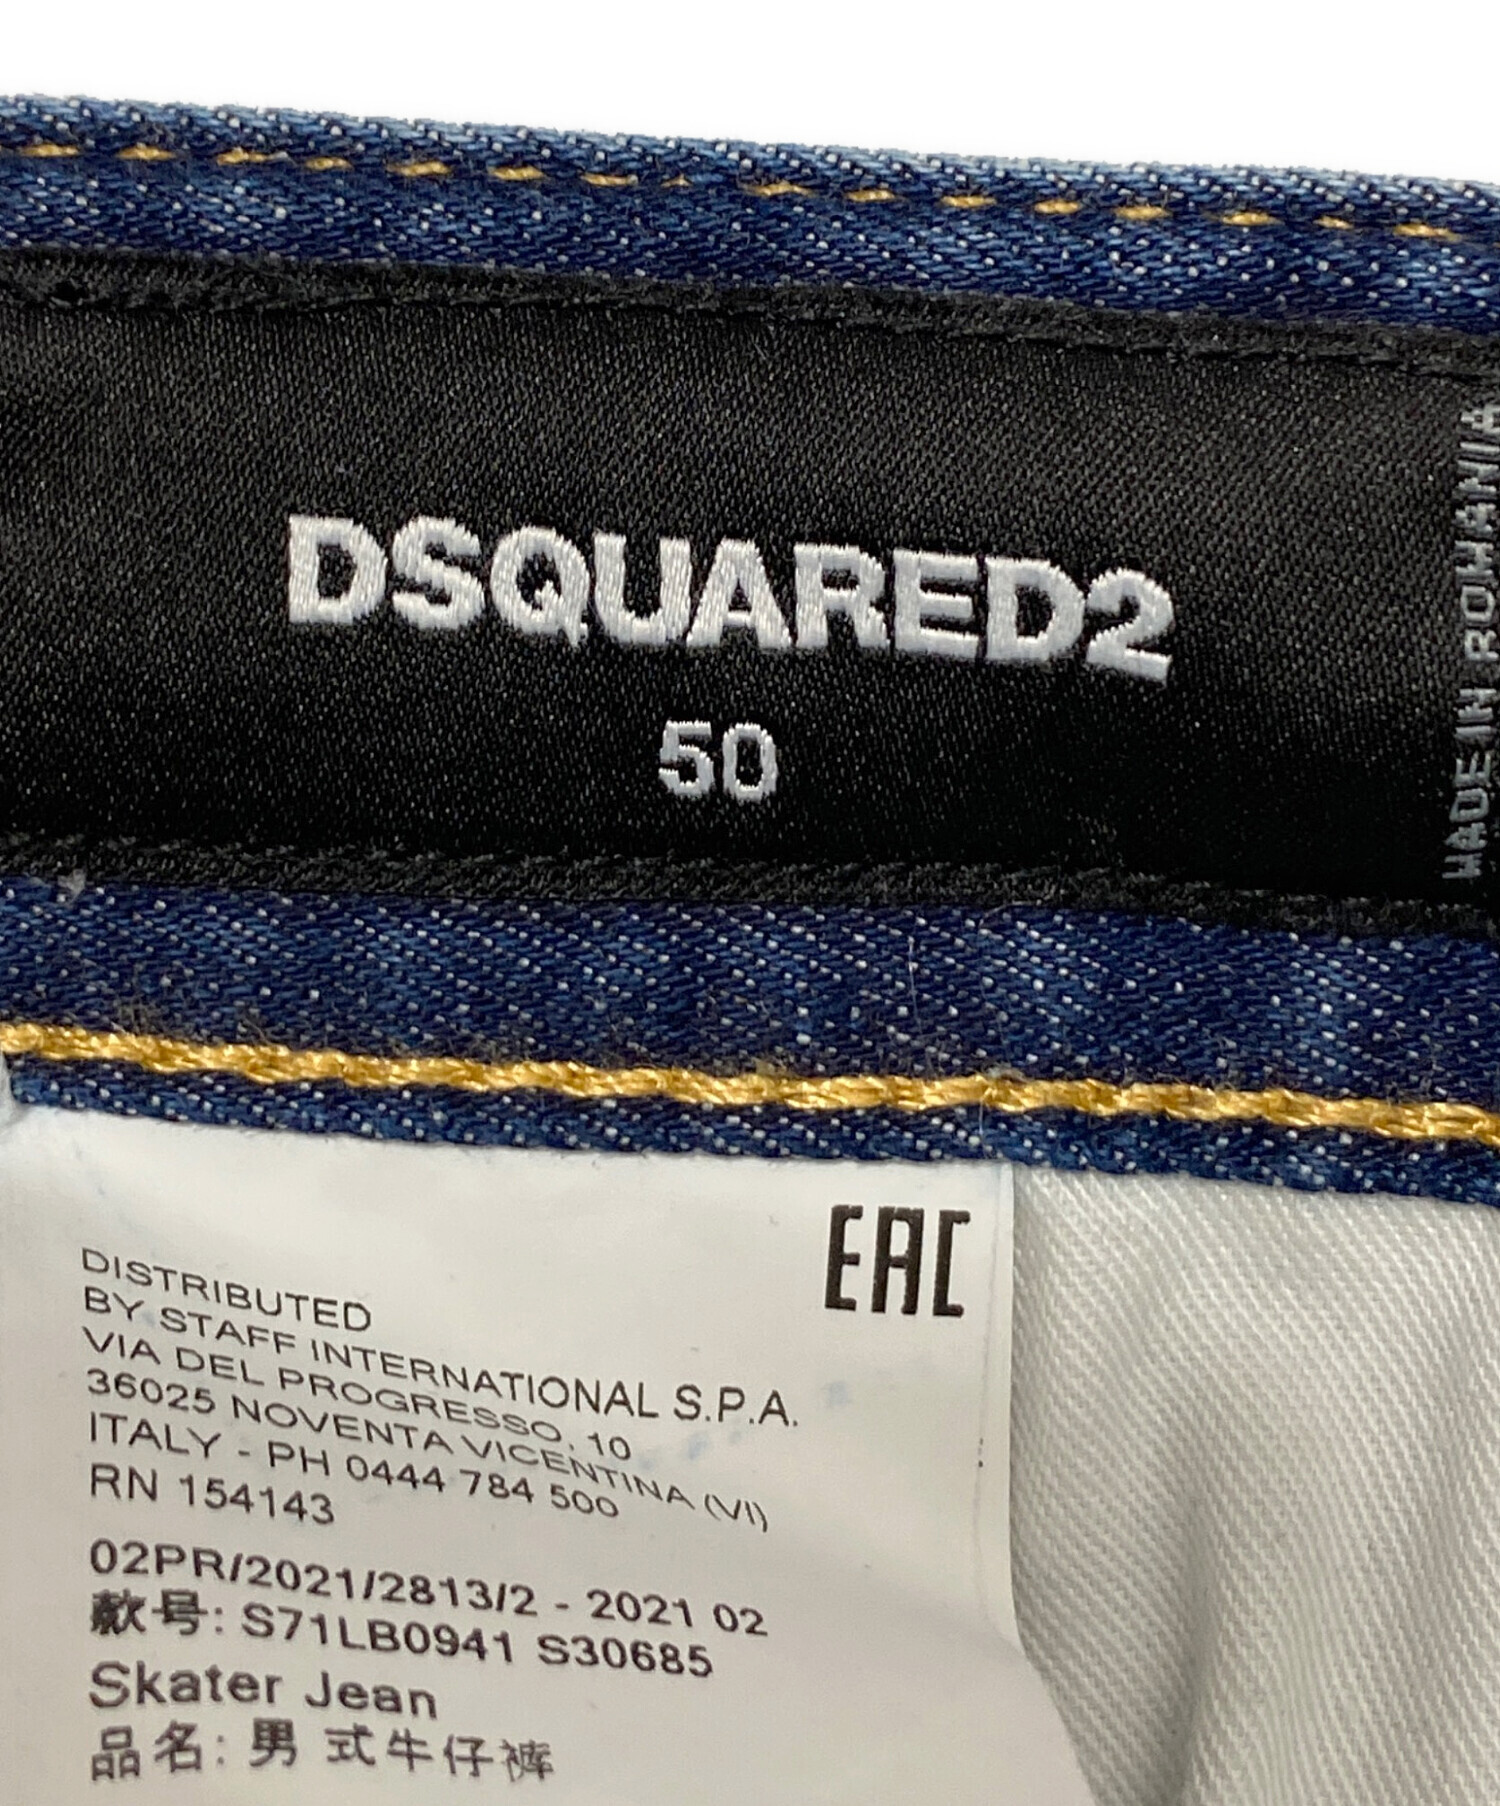 DSQUARED2
50
MADE IN ROMANIA
EAC
DISTRIBUTED
BY STAFF INTERNATIONAL S.P.A.
VIA DEL PROGRESSO, 10
36025 NOVENTA VICENTINA (VI)
ITALY - PH 0444 784 500
RN 154143
02PR/2021/2813/2 - 2021 02
款号: S71LB0941 S30685
Skater Jean
品名: 男式牛仔裤